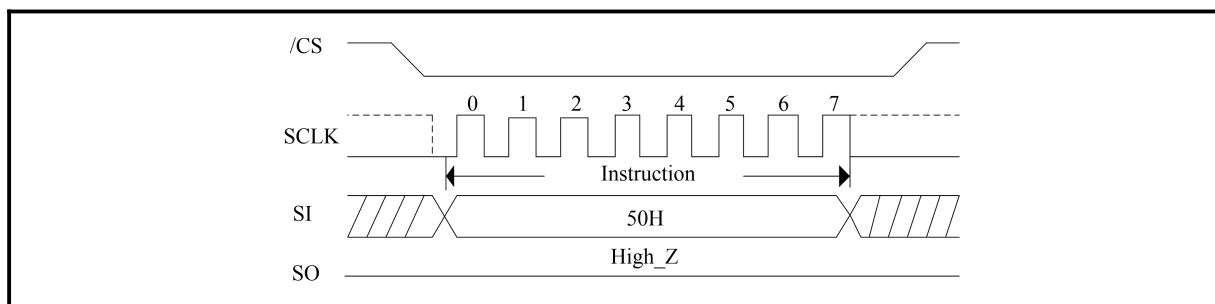 /CS
0 1 2 3 4 5 6 7
SCLK
Instruction
SI
50H
High_Z
SO